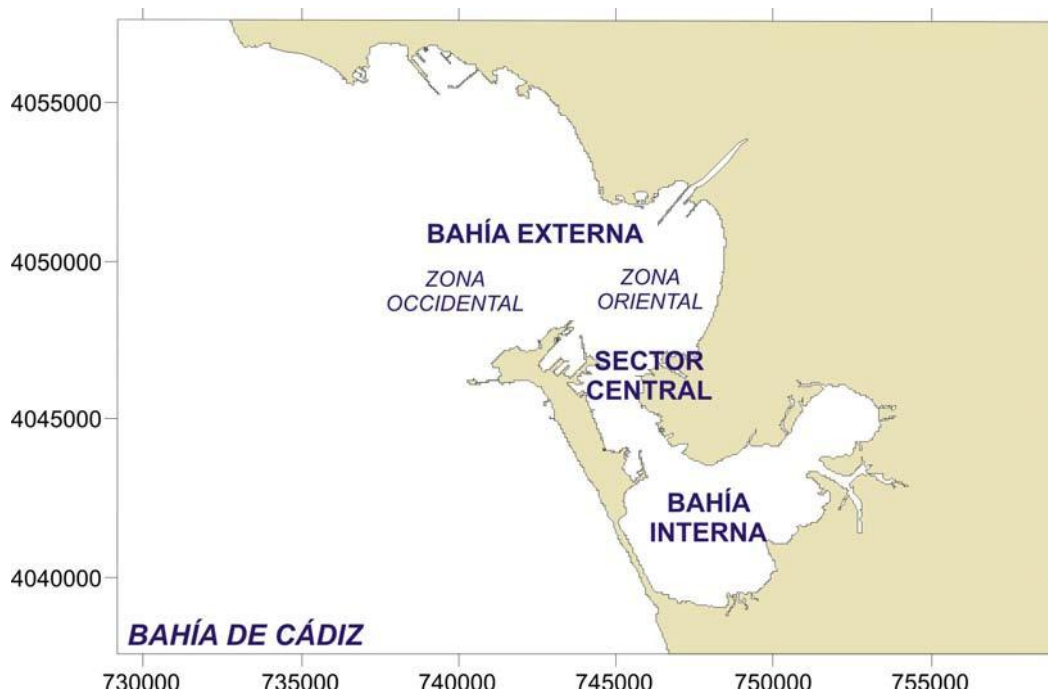 4055000
BAHÍA EXTERNA
4050000
ZONA
OCCIDENTAL
ZONA
ORIENTAL
SECTOR
CENTRAL
4045000
BAHÍA
INTERNA
4040000
BAHÍA DE CÁDIZ
730000 735000 740000 745000 750000 755000